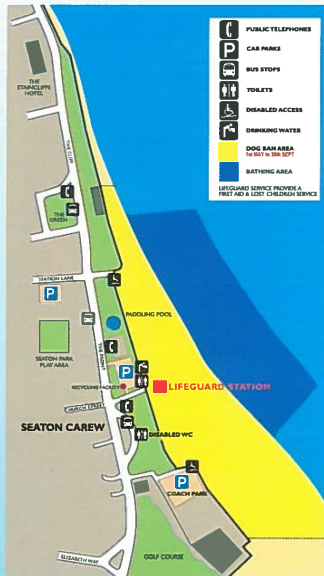 PUBLIC TELEPHONES
P CAR PARKS
BUS STOPS
TOILETS
DISABLED ACCESS
DRINKING WATER
DOG BAN AREA
1st MAY to 30th SEPT
BATHING AREA
LIFEGUARD SERVICE PROVIDE A
FIRST AID & LOST CHILDREN SERVICE
THE
STAINCLIFFE
HOTEL
THE CLIFF
THE
GREEN
STATION LANE
P
PADDLING POOL
SEATON PARK
PLAY AREA
THE FRONT
P
RECYCLING FACILITY
LIFEGUARD STATION
CHURCH STREET
SEATON CAREW
DISABLED WC
P
COACH PARK
ELIZABETH WAY
GOLF COURSE